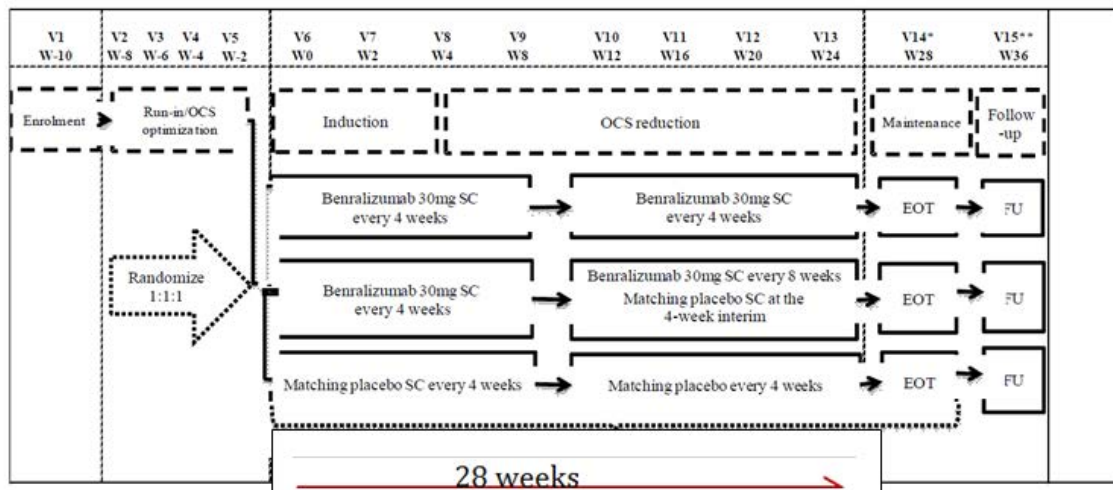 V1 V2 V3 V4 V5 V6 V7 V8 V9 V10 V11 V12 V13 V14* V15**
W-10 W-8 W-6 W-4 W-2 W0 W2 W4 W8 W12 W16 W20 W24 W28 W36
Enrolment
Run-in/OCS
optimization
Induction
OCS reduction
Maintenance
Follow
-up
Benralizumab 30mg SC
every 4 weeks
Benralizumab 30mg SC
every 4 weeks
EOT
FU
Randomize
1:1:1
Benralizumab 30mg SC
every 4 weeks
Benralizumab 30mg SC every 8 weeks
Matching placebo SC at the
4-week interim
EOT
FU
Matching placebo SC every 4 weeks
Matching placebo every 4 weeks
EOT
FU
28 weeks